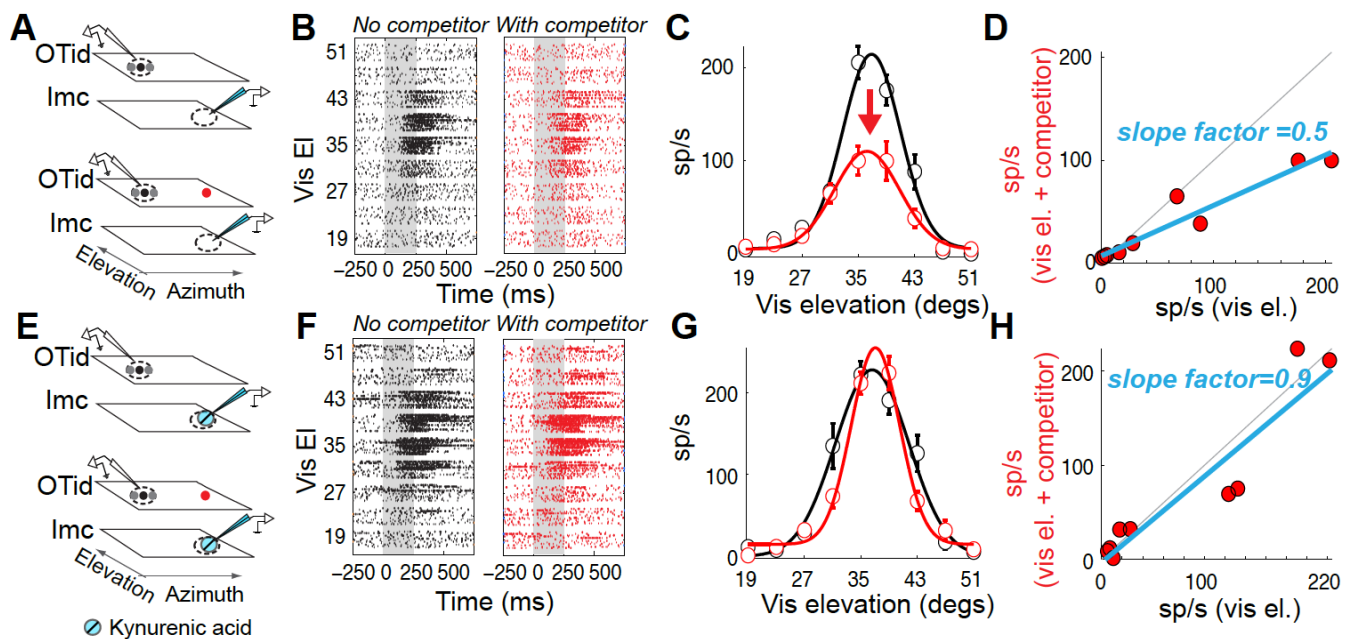 A
OTid
Imc
OTid
Imc
Elevation
Azimuth
B
No competitor With competitor
Vis El
51
43
35
27
19
−250 0 250 500
−250 0 250 500
Time (ms)
C
sp/s
200
100
0
19 27 35 43 51
Vis elevation (degs)
D
sp/s
(vis el. + competitor)
200
100
0
slope factor =0.5
0 100 200
sp/s (vis el.)
E
OTid
Imc
OTid
Imc
Elevation
Azimuth
Kynurenic acid
F
No competitor With competitor
Vis El
51
43
35
27
19
−250 0 250 500
−250 0 250 500
Time (ms)
G
sp/s
200
100
0
19 27 35 43 51
Vis elevation (degs)
H
sp/s
(vis el. + competitor)
200
100
0
slope factor=0.9
0 100 220
sp/s (vis el.)